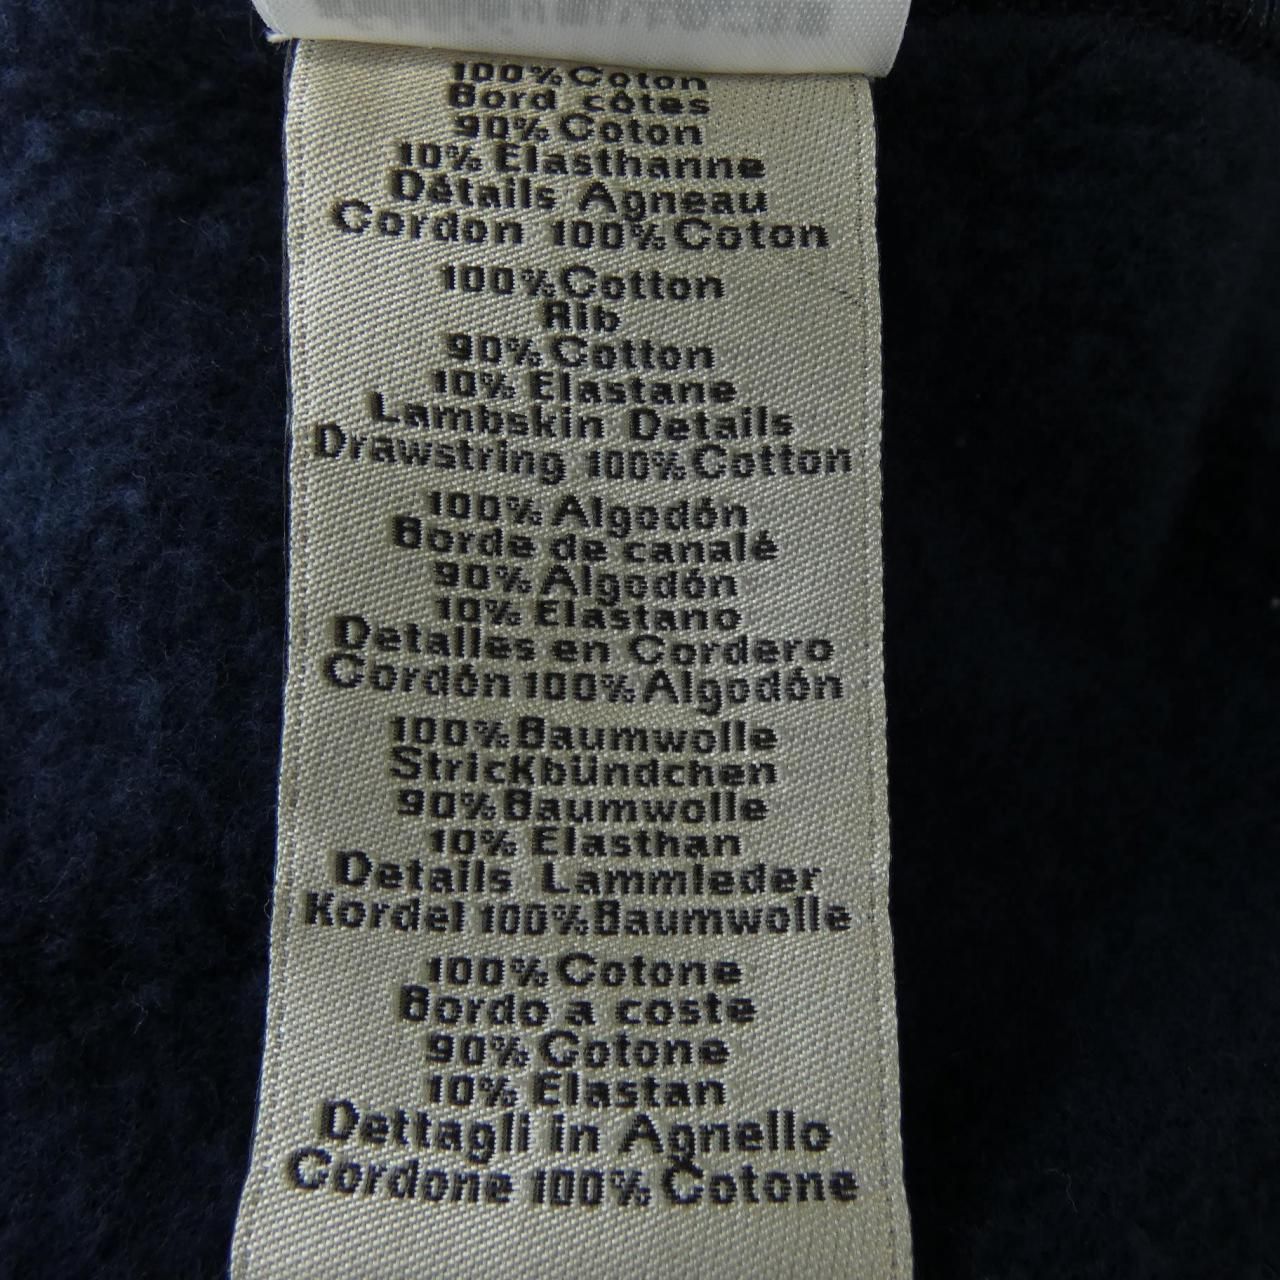 100% Coton
Bord côtes
90% Coton
10% Elasthanne
Détails Agneau
Cordon 100% Coton
100% Cotton
Rib
90% Cotton
10% Elastane
Lambskin Details
Drawstring 100% Cotton
100% Algodón
Borde de canalé
90% Algodón
10% Elastano
Detalles en Cordero
Cordón 100% Algodón
100% Baumwolle
Strickbündchen
90% Baumwolle
10% Elasthan
Details Lammleder
Kordel 100% Baumwolle
100% Cotone
Bordo a coste
90% Cotone
10% Elastan
Dettagli in Agnello
Cordone 100% Cotone